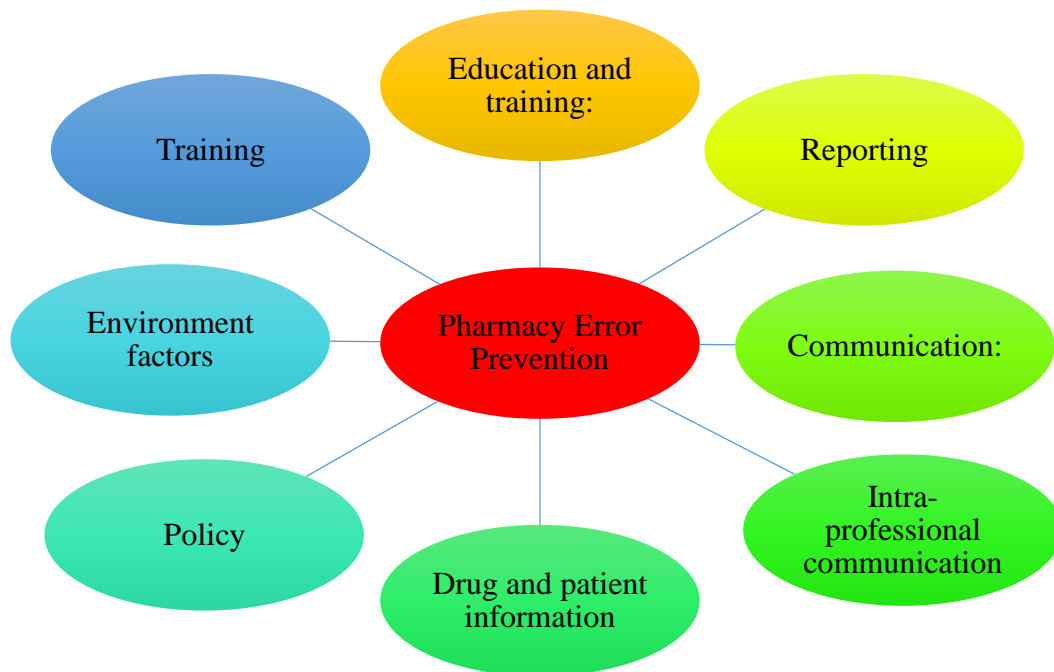 Education and
training:
Training
Reporting
Environment
factors
Pharmacy Error
Prevention
Communication:
Policy
Drug and patient
information
Intra-
professional
communication